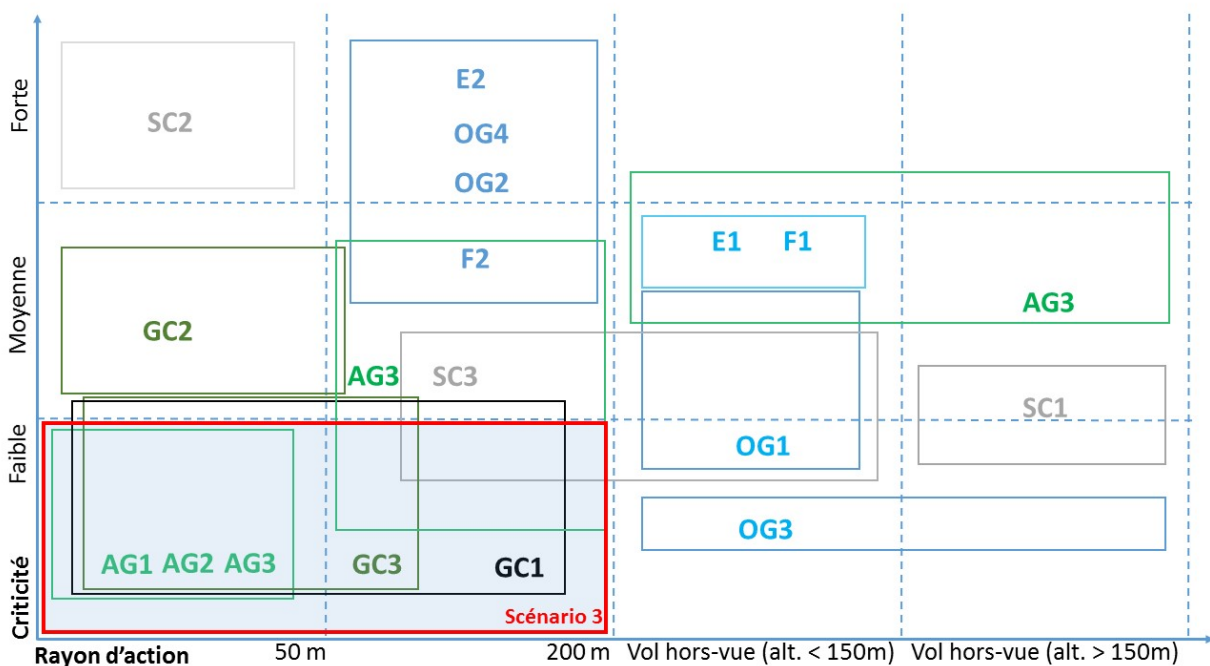 Forte
SC2
E2
OG4
OG2
Moyenne
E1 F1
F2
AG3
GC2
AG3 SC3
SC1
Faible
OG1
OG3
AG1 AG2 AG3 GC3 GC1
Criticité
Scénario 3
Rayon d'action 50 m 200 m Vol hors-vue (alt. < 150m) Vol hors-vue (alt. > 150m)